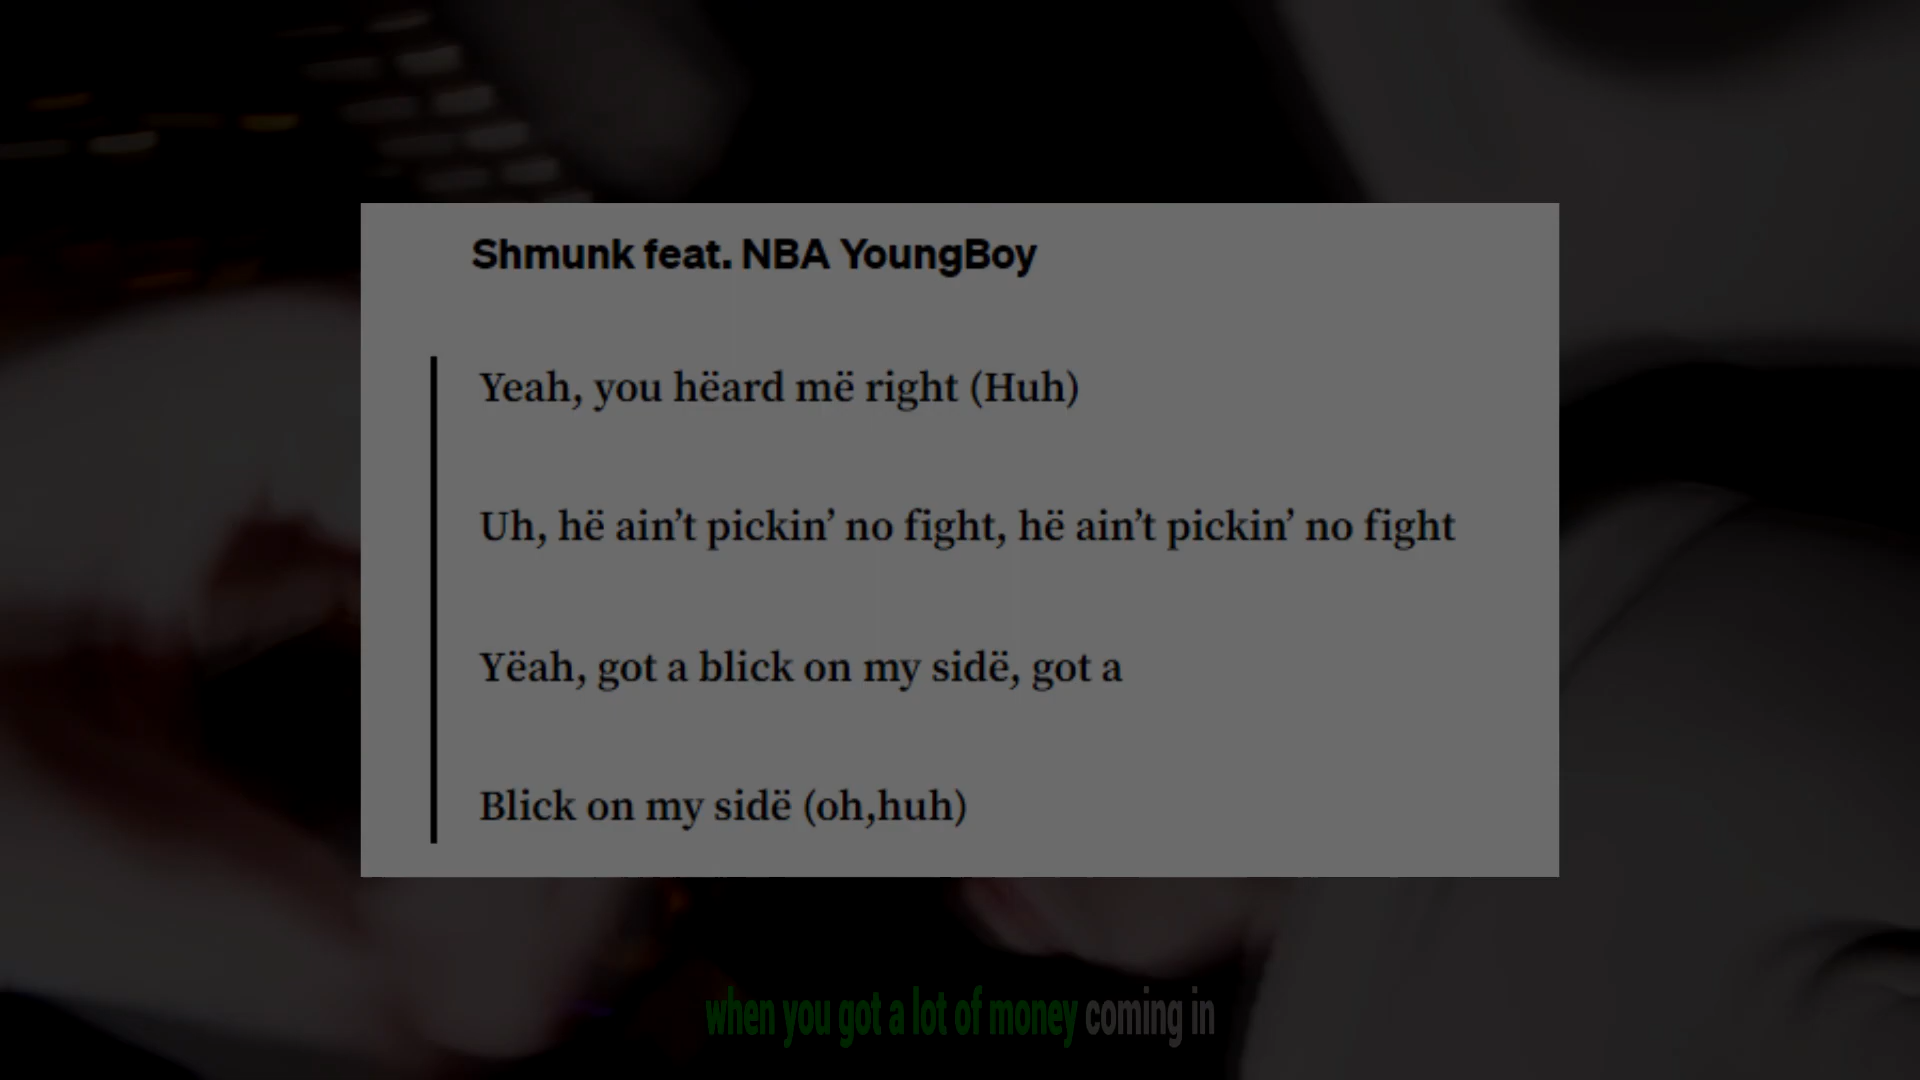 Shmunk feat. NBA YoungBoy
Yeah, you hëard më right (Huh)
Uh, hë ain’t pickin’ no fight, hë ain’t pickin’ no fight
Yëah, got a blick on my sidë, got a
Blick on my sidë (oh,huh)
when you got a lot of money coming in